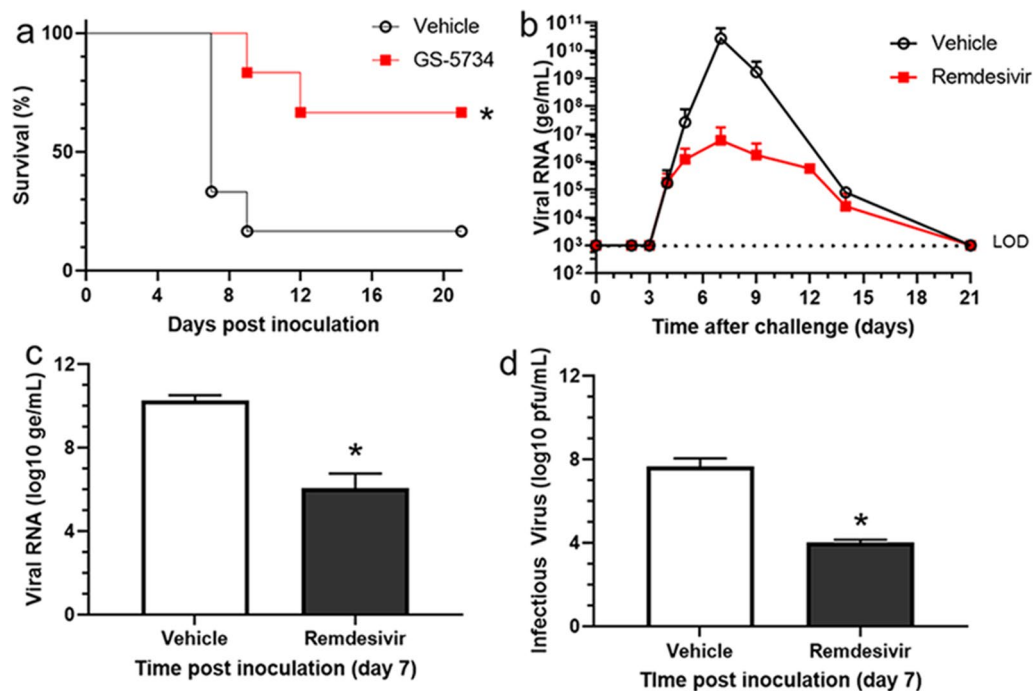 a
Vehicle
GS-5734
100
50
0
Survival (%)
*
0 4 8 12 16 20
Days post inoculation
b
Vehicle
Remdesivir
10¹¹
10¹⁰
10⁹
10⁸
10⁷
10⁶
10⁵
10⁴
10³
10²
Viral RNA (ge/mL)
LOD
0 3 6 9 12 15 18 21
Time after challenge (days)
c
12
8
4
0
Viral RNA (log10 ge/mL)
*
Vehicle Remdesivir
Time post inoculation (day 7)
d
12
8
4
0
Infectious Virus (log10 pfu/mL)
*
Vehicle Remdesivir
TIme post inoculation (day 7)